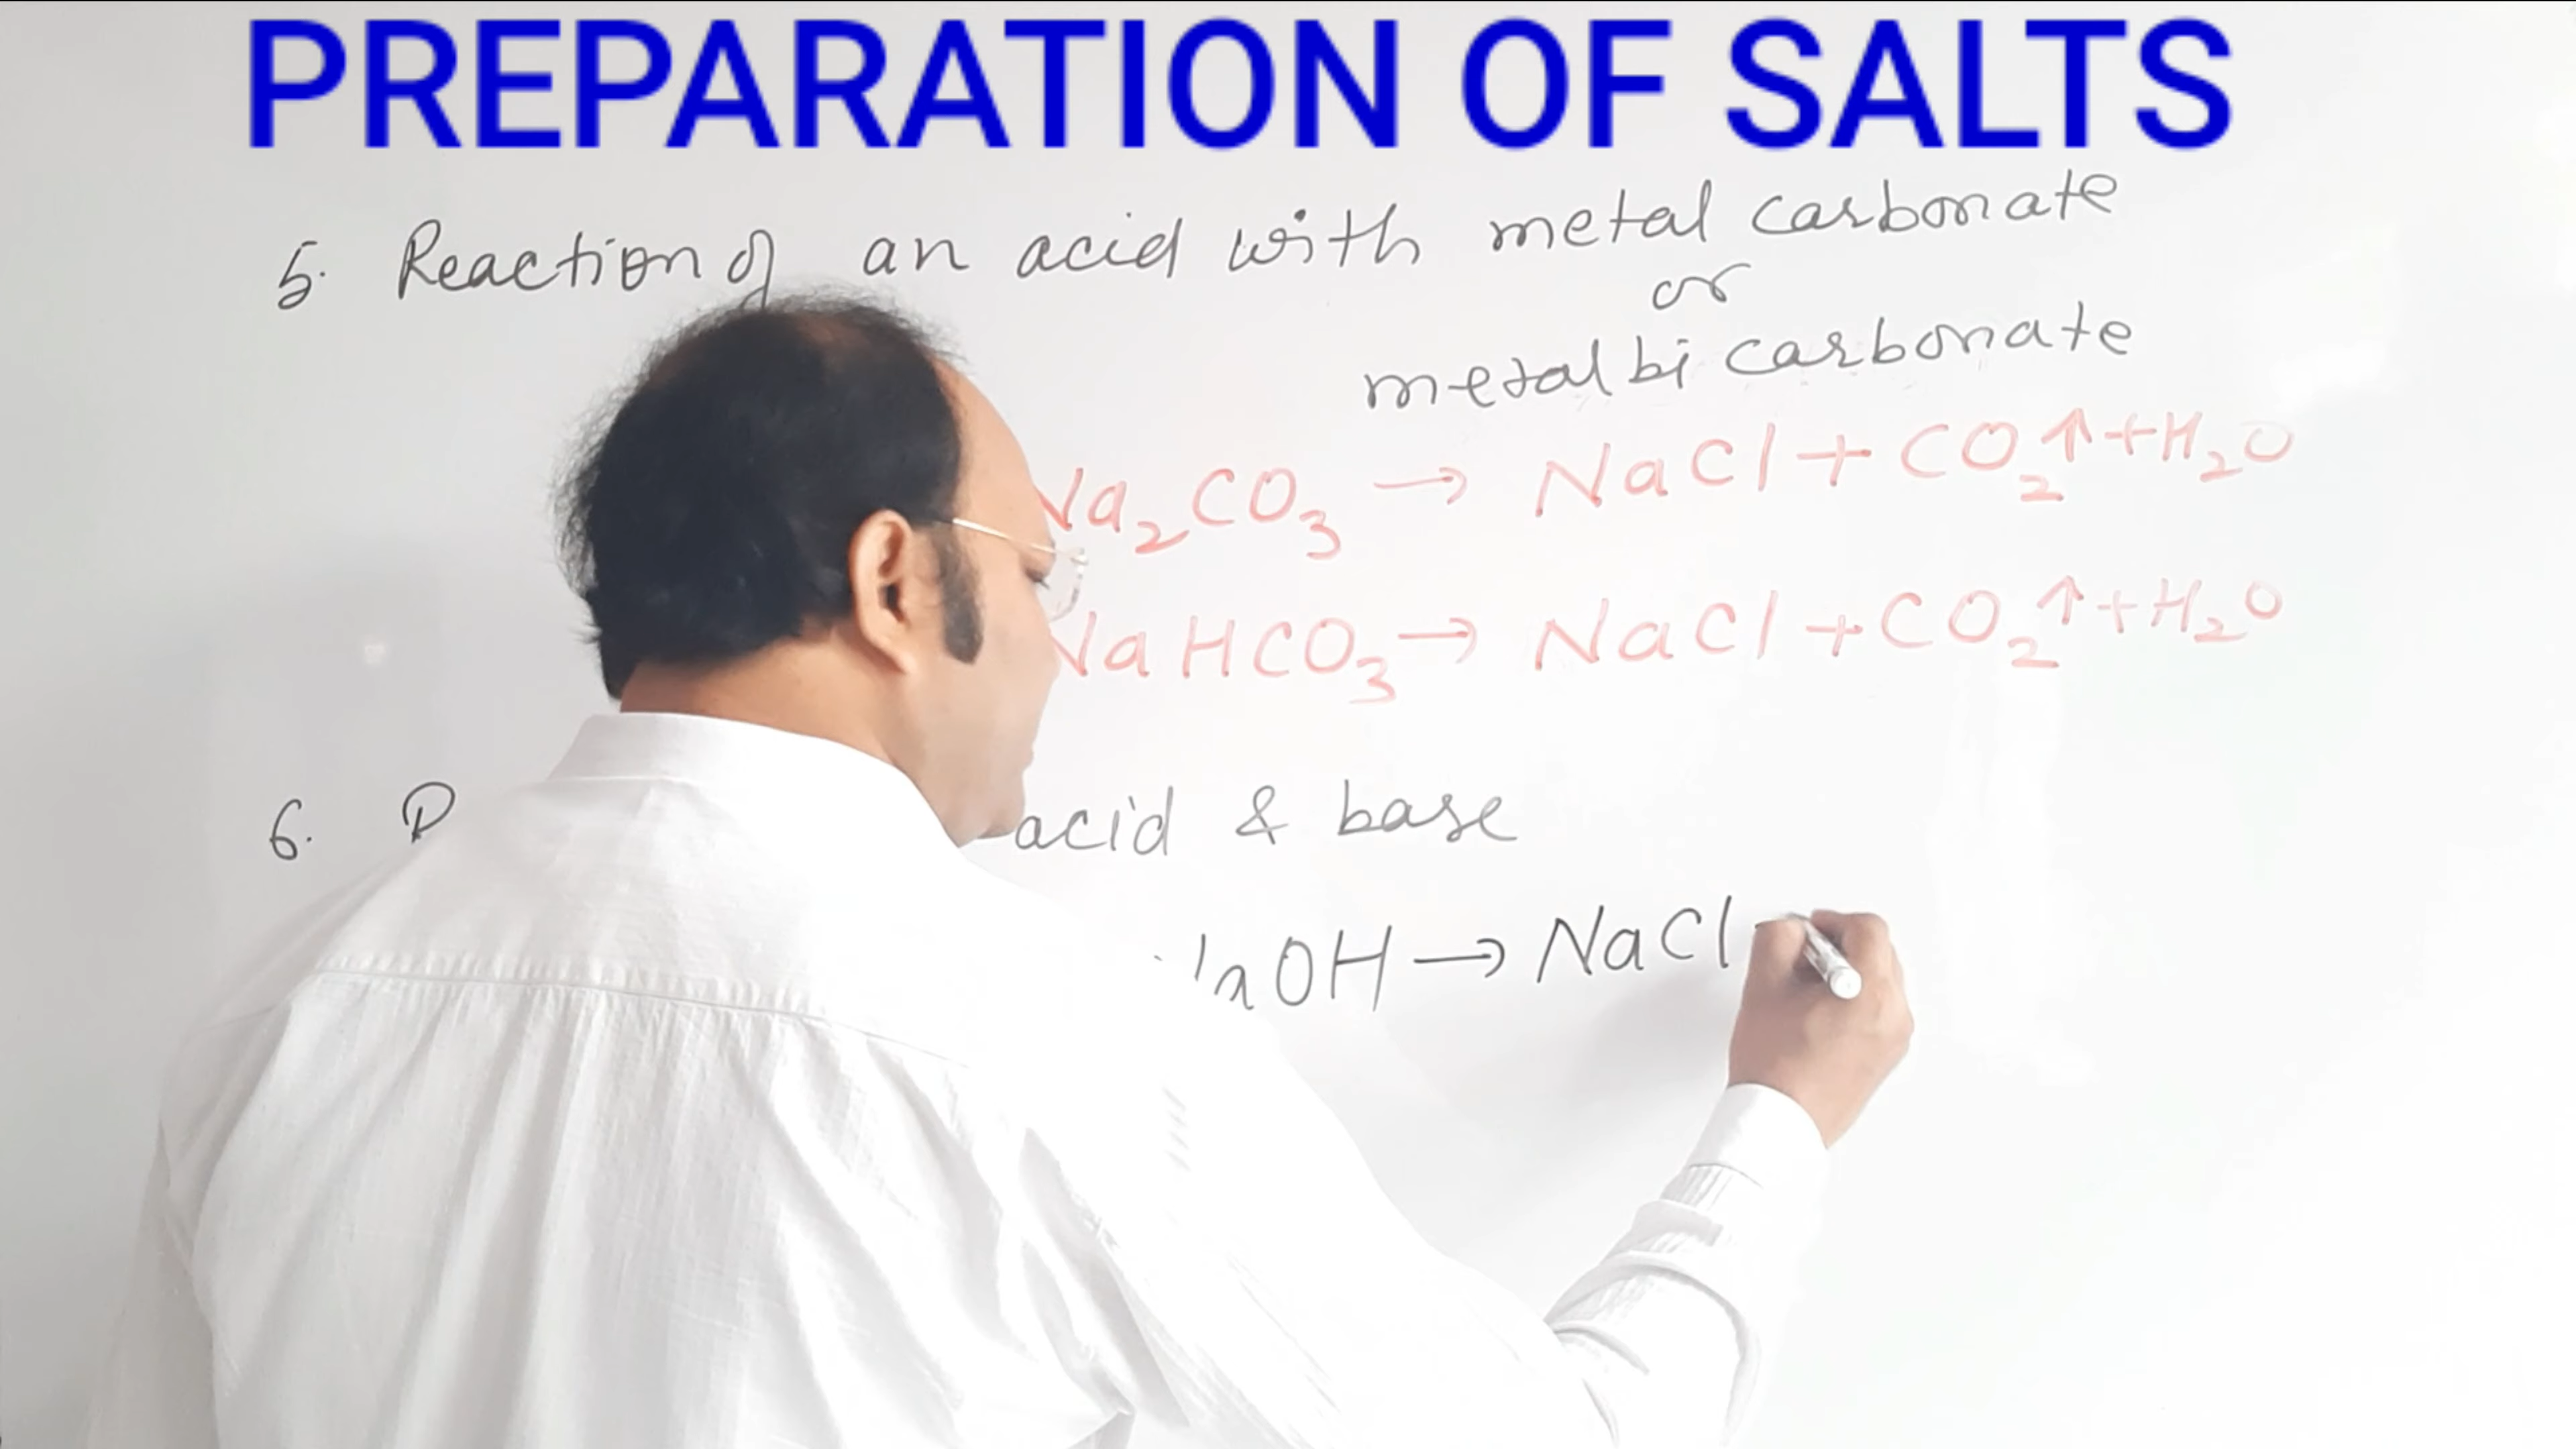 PREPARATION OF SALTS
5. Reaction of an acid with metal carbonate
or
metal bi carbonate
Na₂CO₃ → NaCl + CO₂↑ + H₂O
NaHCO₃ → NaCl + CO₂↑ + H₂O
6. acid & base
OH → NaCl